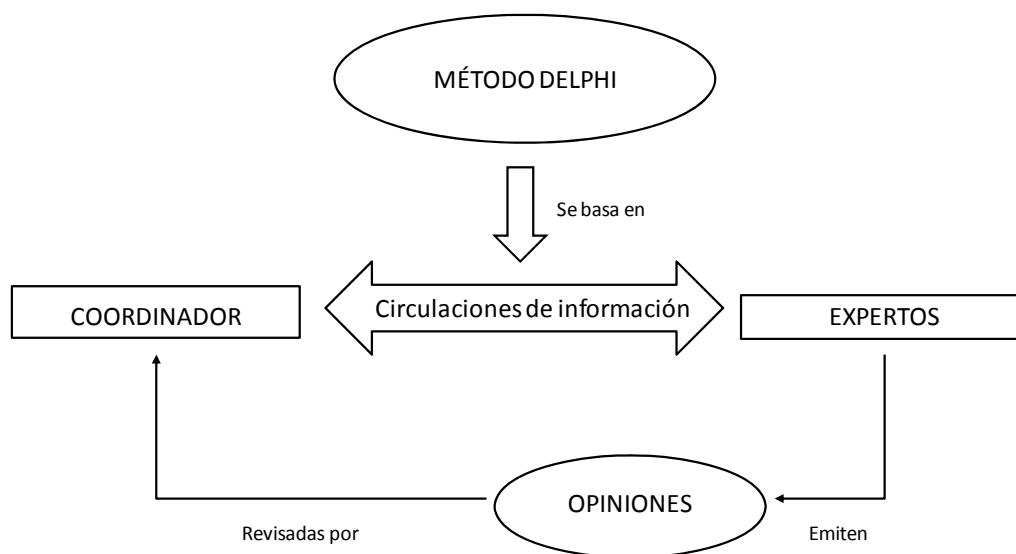 MÉTODO DELPHI
Se basa en
COORDINADOR
Circulaciones de información
EXPERTOS
OPINIONES
Revisadas por
Emiten